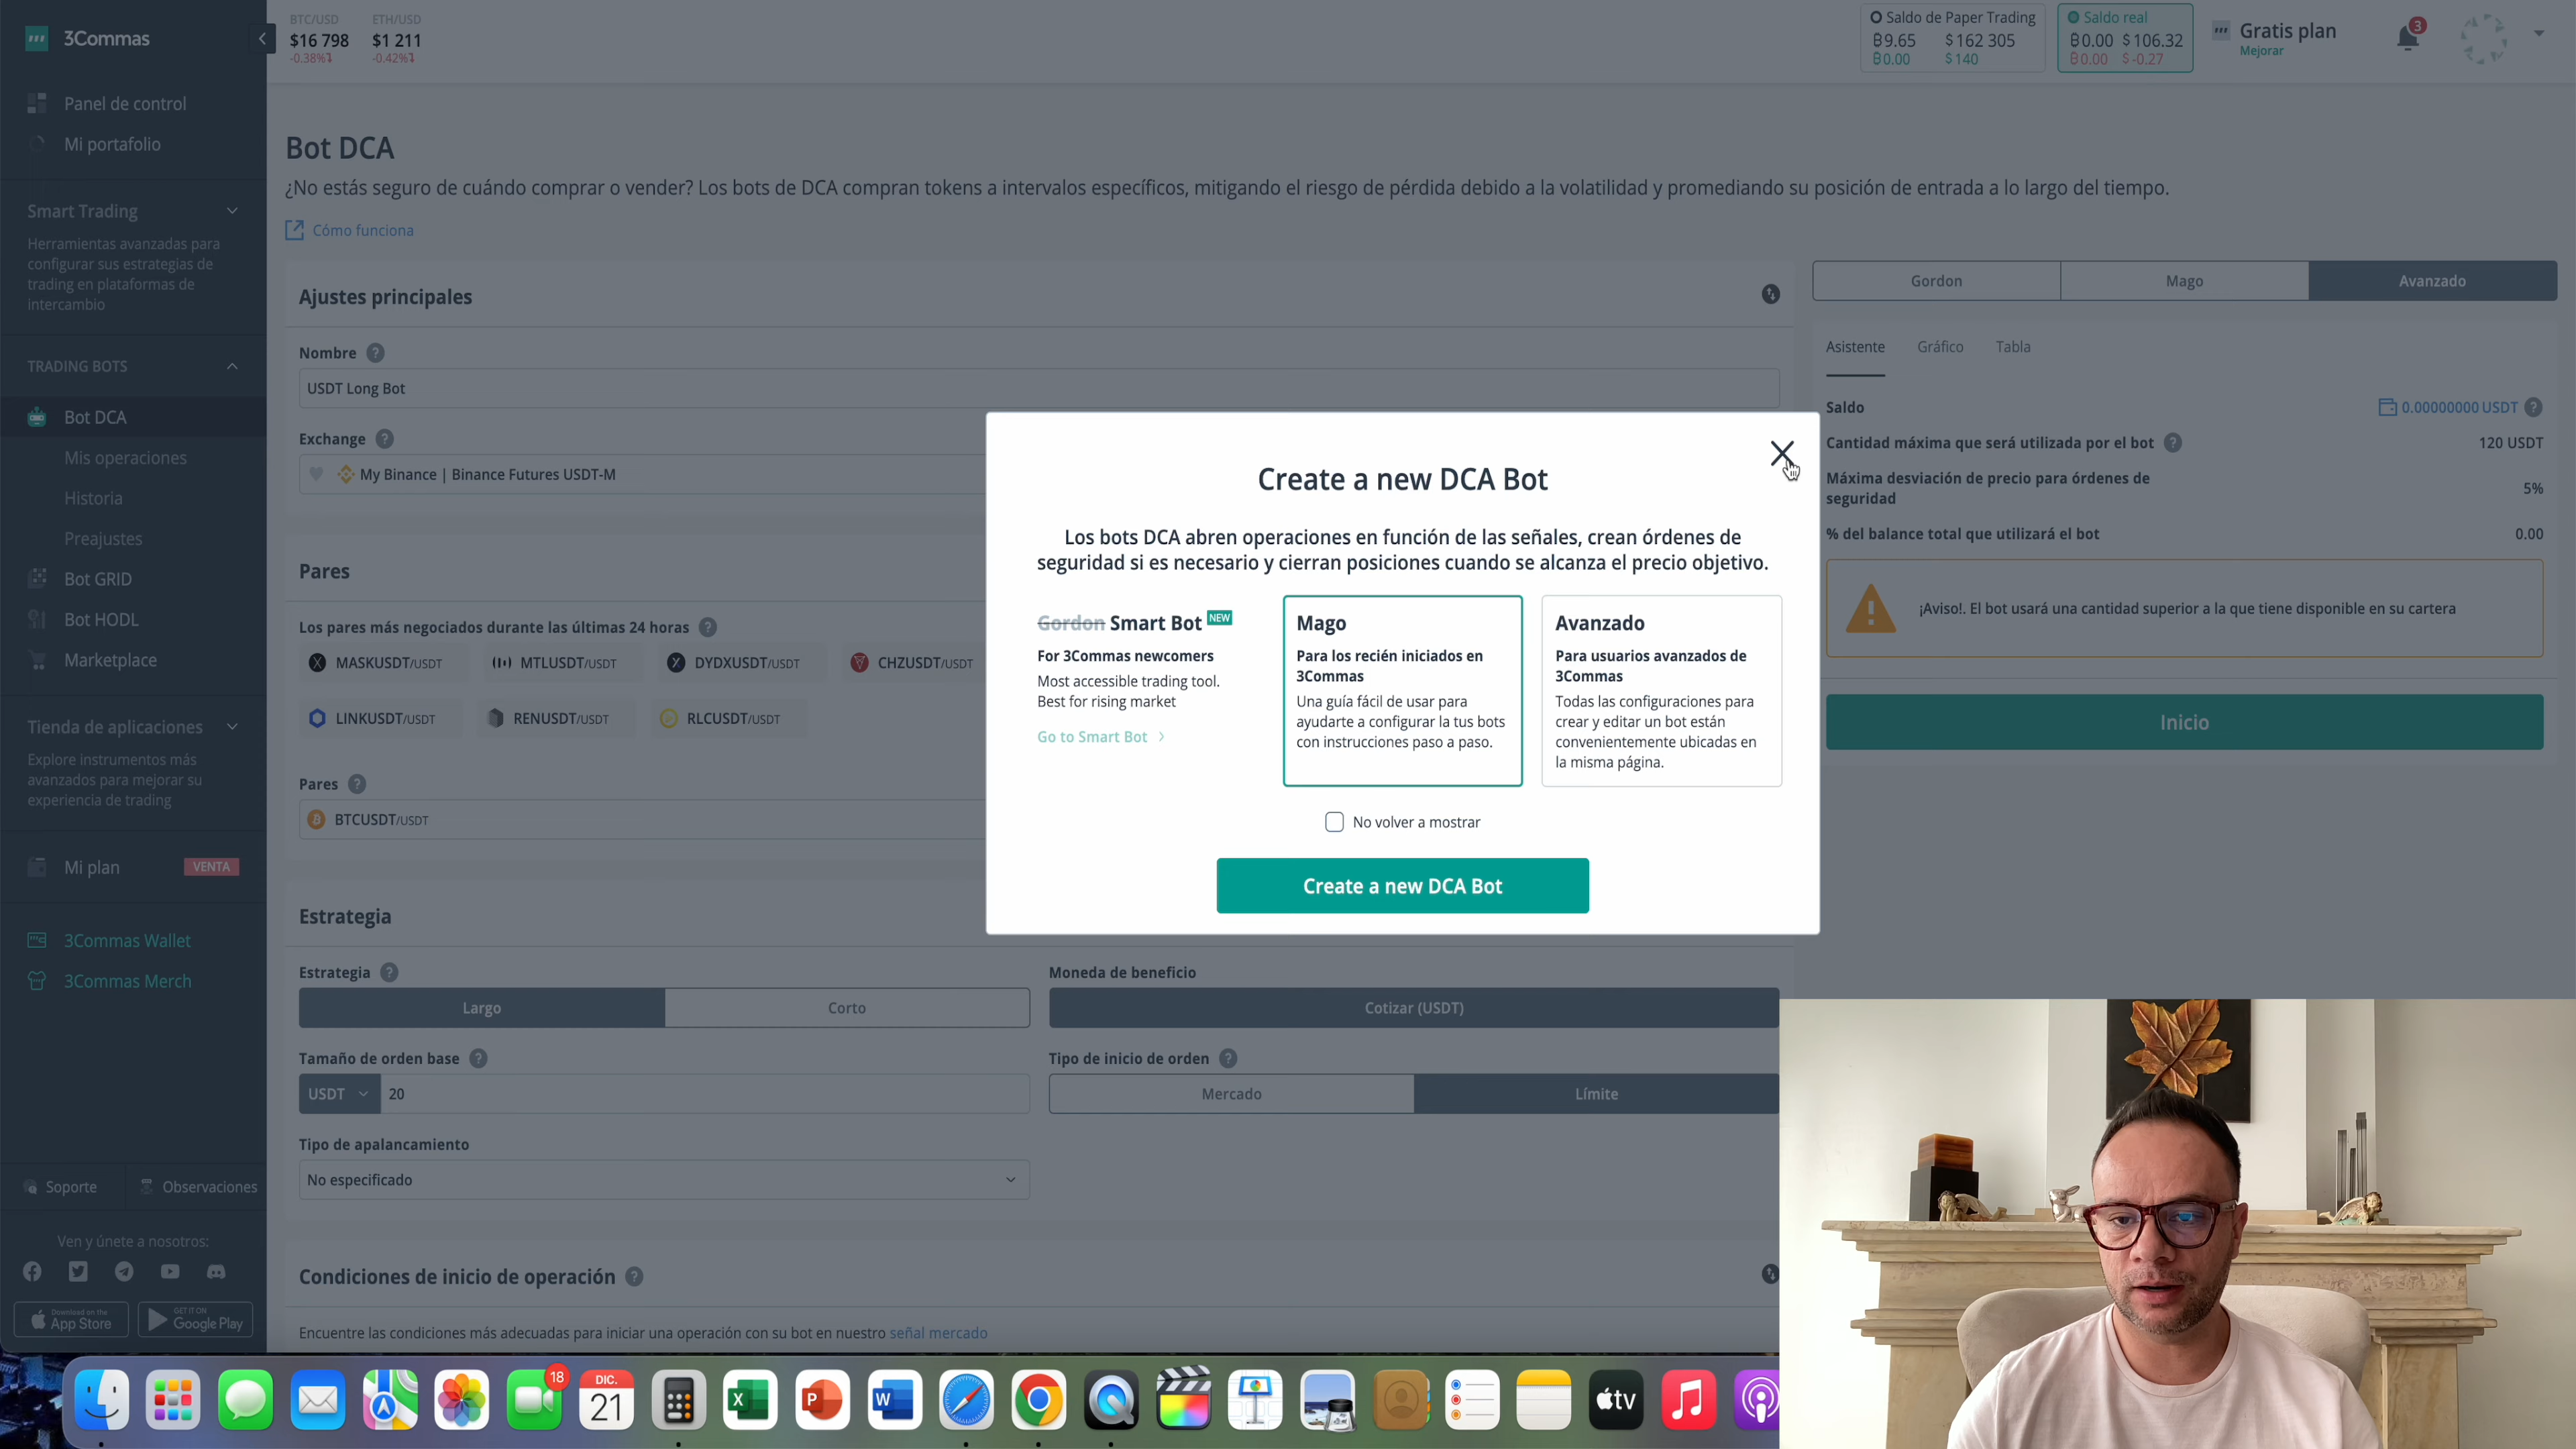 3Commas
BTC/USD
$16 798
-0.38%
ETH/USD
$1 211
-0.42%
Saldo de Paper Trading
₿9.65 $162 305
₿0.00 $140
Saldo real
₿0.00 $106.32
₿0.00 $-0.27
Gratis plan
Mejorar
3
Panel de control
Mi portafolio
Smart Trading
Herramientas avanzadas para
configurar sus estrategias de
trading en plataformas de
intercambio
TRADING BOTS
Bot DCA
Mis operaciones
Historia
Preajustes
Bot GRID
Bot HODL
Marketplace
Tienda de aplicaciones
Explore instrumentos más
avanzados para mejorar su
experiencia de trading
Mi plan
VENTA
3Commas Wallet
3Commas Merch
Soporte
Observaciones
Ven y únete a nosotros:
Download on the
App Store
GET IT ON
Google Play
Bot DCA
¿No estás seguro de cuándo comprar o vender? Los bots de DCA compran tokens a intervalos específicos, mitigando el riesgo de pérdida debido a la volatilidad y promediando su posición de entrada a lo largo del tiempo.
Cómo funciona
Ajustes principales
Nombre ?
USDT Long Bot
Exchange ?
My Binance | Binance Futures USDT-M
Pares
Los pares más negociados durante las últimas 24 horas ?
MASKUSDT/USDT
MTLUSDT/USDT
DYDXUSDT/USDT
CHZUSDT/USDT
LINKUSDT/USDT
RENUSDT/USDT
RLCUSDT/USDT
Pares ?
BTCUSDT/USDT
Estrategia
Estrategia ?
Largo
Corto
Moneda de beneficio
Cotizar (USDT)
Tamaño de orden base ?
USDT
20
Tipo de inicio de orden ?
Mercado
Límite
Tipo de apalancamiento
No especificado
Condiciones de inicio de operación ?
Encuentre las condiciones más adecuadas para iniciar una operación con su bot en nuestro señal mercado
Create a new DCA Bot
Los bots DCA abren operaciones en función de las señales, crean órdenes de
seguridad si es necesario y cierran posiciones cuando se alcanza el precio objetivo.
Gordon Smart Bot NEW
For 3Commas newcomers
Most accessible trading tool.
Best for rising market
Go to Smart Bot
Mago
Para los recién iniciados en
3Commas
Una guía fácil de usar para
ayudarte a configurar la tus bots
con instrucciones paso a paso.
Avanzado
Para usuarios avanzados de
3Commas
Todas las configuraciones para
crear y editar un bot están
convenientemente ubicadas en
la misma página.
No volver a mostrar
Create a new DCA Bot
Gordon
Mago
Avanzado
Asistente
Gráfico
Tabla
Saldo
0.00000000 USDT ?
Cantidad máxima que será utilizada por el bot ?
120 USDT
Máxima desviación de precio para órdenes de
seguridad
5%
% del balance total que utilizará el bot
0.00
¡Aviso!. El bot usará una cantidad superior a la que tiene disponible en su cartera
Inicio
18
DIC.
21
X
P
W
tv